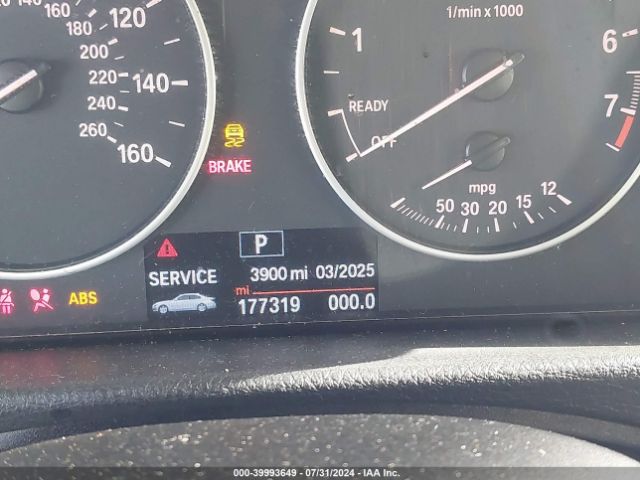 120
140
160
140
160
180
200
220
240
260
BRAKE
ABS
1/min x 1000
1
6
7
READY
OFF
mpg
50 30 20 15 12
P
SERVICE 3900 mi 03/2025
mi
177319 000.0
000-39993649 - 07/31/2024 - IAA Inc.